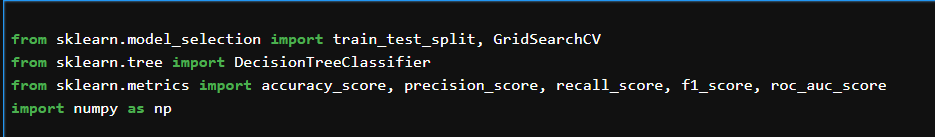 from sklearn.model_selection import train_test_split, GridSearchCV
from sklearn.tree import DecisionTreeClassifier
from sklearn.metrics import accuracy_score, precision_score, recall_score, f1_score, roc_auc_score
import numpy as np